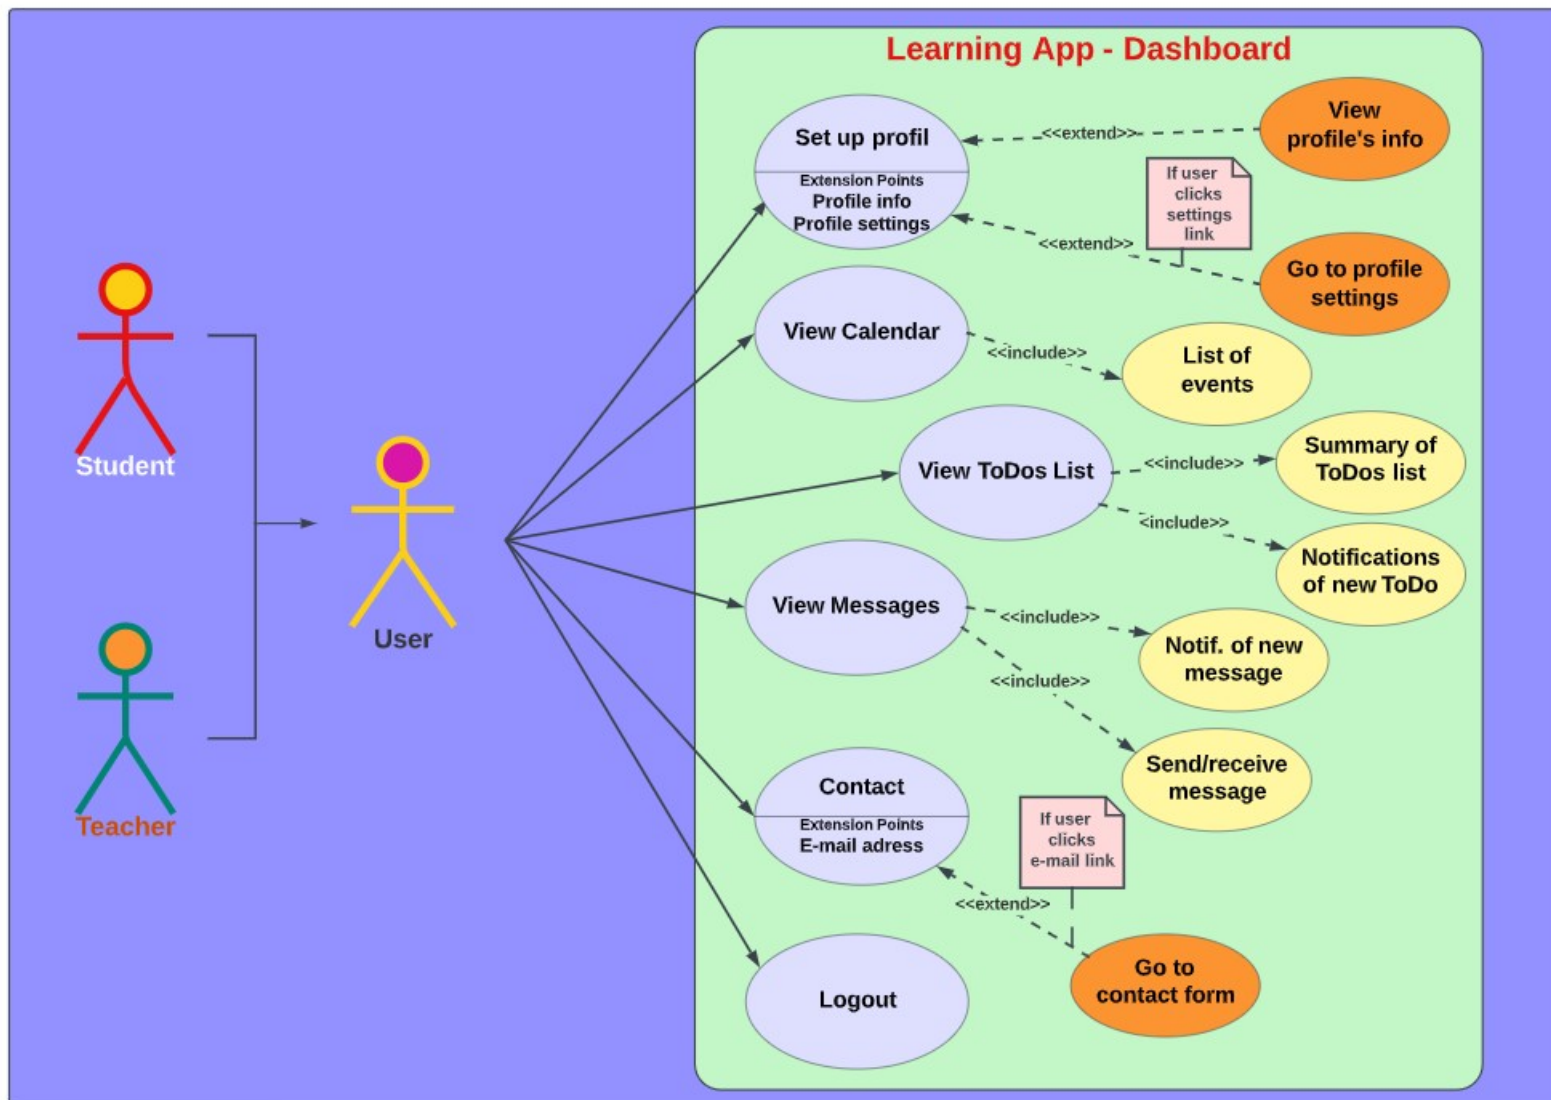 Learning App - Dashboard
Set up profil
Extension Points
Profile info
Profile settings
<<extend>>
View
profile's info
If user
clicks
settings
link
<<extend>>
Go to profile
settings
View Calendar
<<include>>
List of
events
View ToDos List
<<include>>
Summary of
ToDos list
<include>>
Notifications
of new ToDo
View Messages
<<include>>
Notif. of new
message
<<include>>
Send/receive
message
Contact
Extension Points
E-mail adress
If user
clicks
e-mail link
<<extend>>
Go to
contact form
Logout
Student
User
Teacher